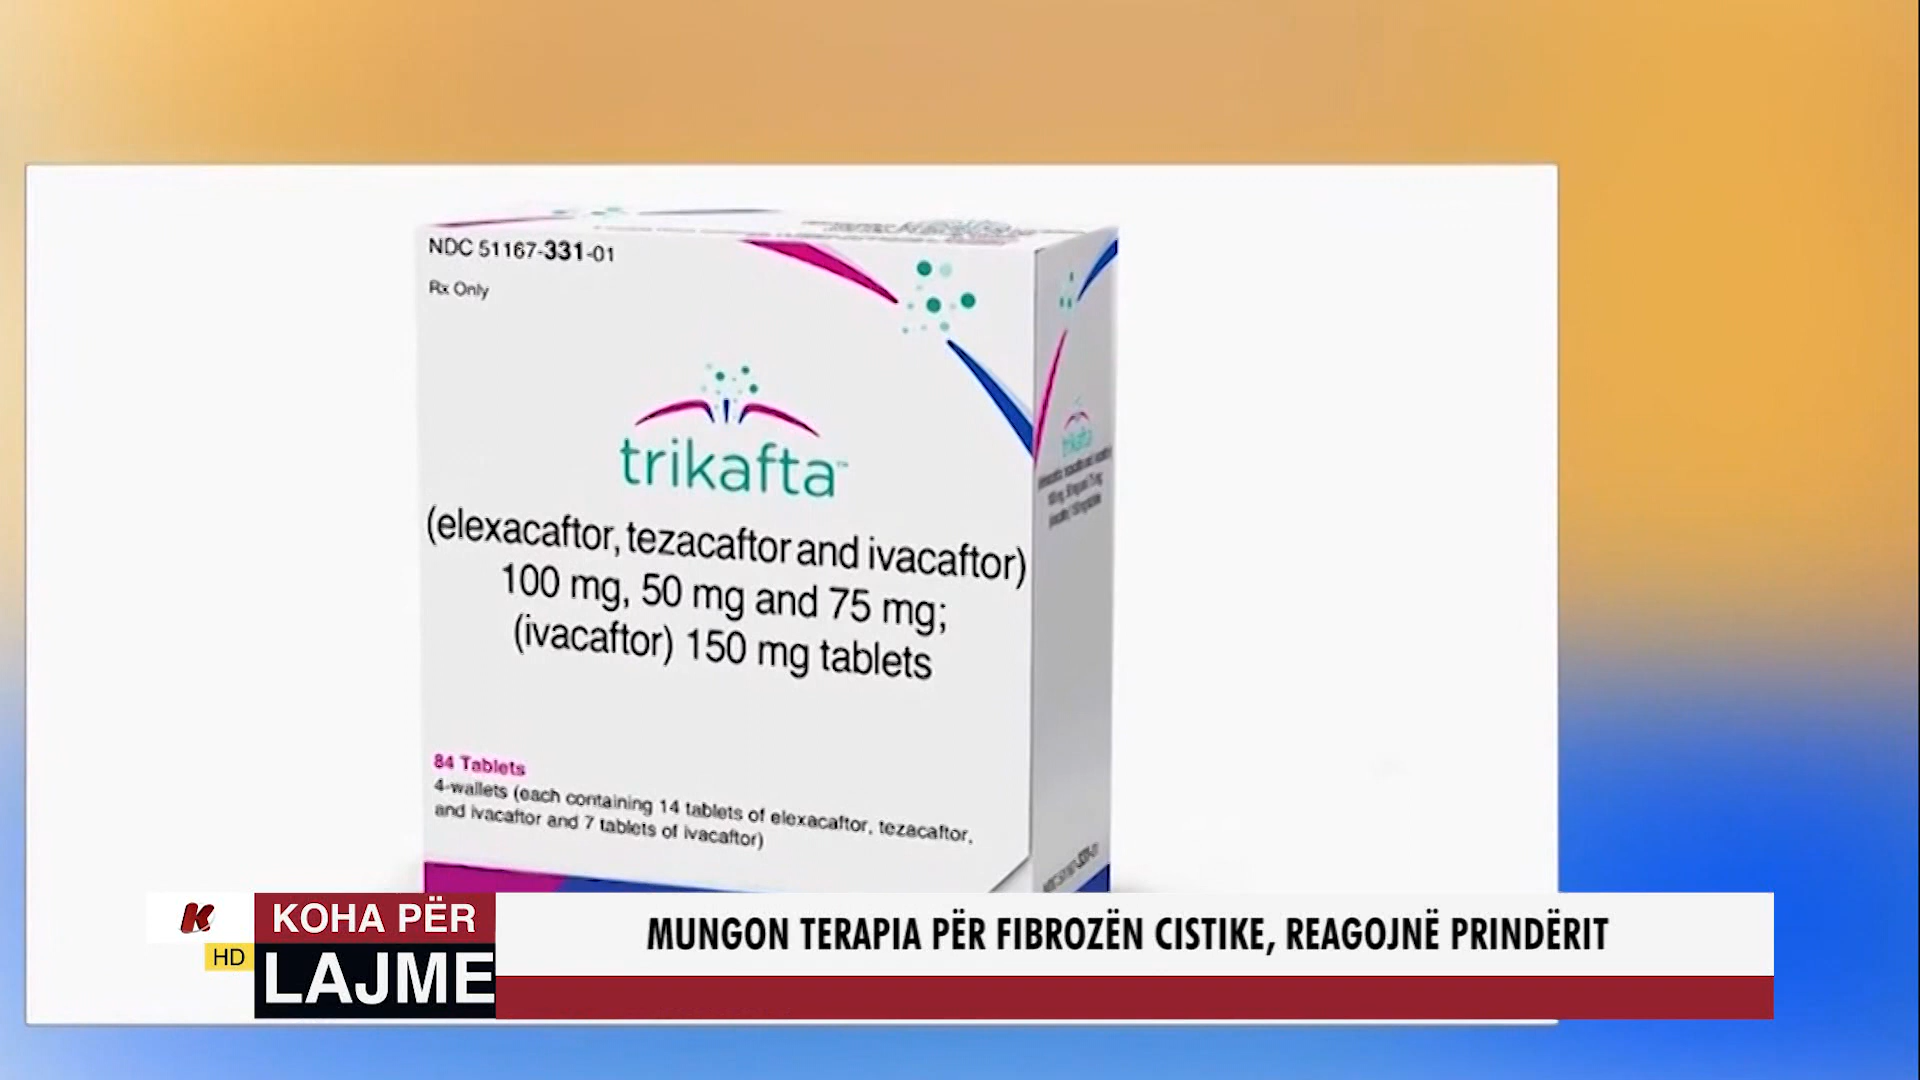 NDC 51167-331-01
Rx Only
trikafta™
(elexacaftor, tezacaftor and ivacaftor)
100 mg, 50 mg and 75 mg;
(ivacaftor) 150 mg tablets
84 Tablets
4-wallets (each containing 14 tablets of elexacaftor, tezacaftor,
and ivacaftor and 7 tablets of ivacaftor)
trikafta
K
HD
KOHA PËR
LAJME
MUNGON TERAPIA PËR FIBROZËN CISTIKE, REAGOJNË PRINDËRIT